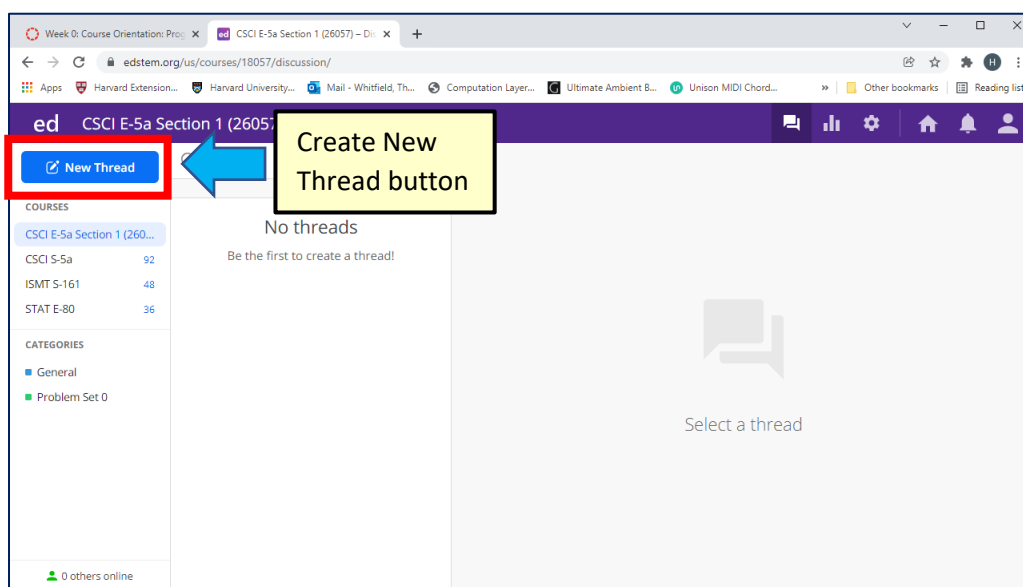 Week 0: Course Orientation: Prog
ed CSCI E-5a Section 1 (26057) – Dis
edstem.org/us/courses/18057/discussion/
H
Apps Harvard Extension... Harvard University... Mail - Whitfield, Th... Computation Layer... Ultimate Ambient B... Unison MIDI Chord... » Other bookmarks Reading list
ed CSCI E-5a Section 1 (26057
New Thread
Create New
Thread button
COURSES
CSCI E-5a Section 1 (260...
CSCI S-5a 92
ISMT S-161 48
STAT E-80 36
CATEGORIES
General
Problem Set 0
0 others online
No threads
Be the first to create a thread!
Select a thread